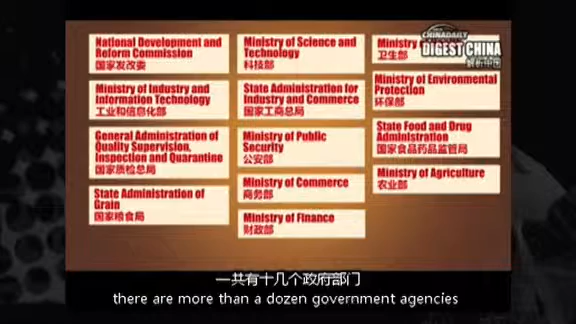 National Development and
Reform Commission
国家发改委
Ministry of Industry and
Information Technology
工业和信息化部
General Administration of
Quality Supervision,
Inspection and Quarantine
国家质检总局
State Administration of
Grain
国家粮食局
Ministry of Science and
Technology
科技部
State Administration for
Industry and Commerce
国家工商总局
Ministry of Public
Security
公安部
Ministry of Commerce
商务部
Ministry of Finance
财政部
Ministry
卫生部
Ministry of Environmental
Protection
环保部
State Food and Drug
Administration
国家食品药品监管局
Ministry of Agriculture
农业部
CHINADAILY
DIGEST CHINA
解析中国
一共有十几个政府部门
there are more than a dozen government agencies